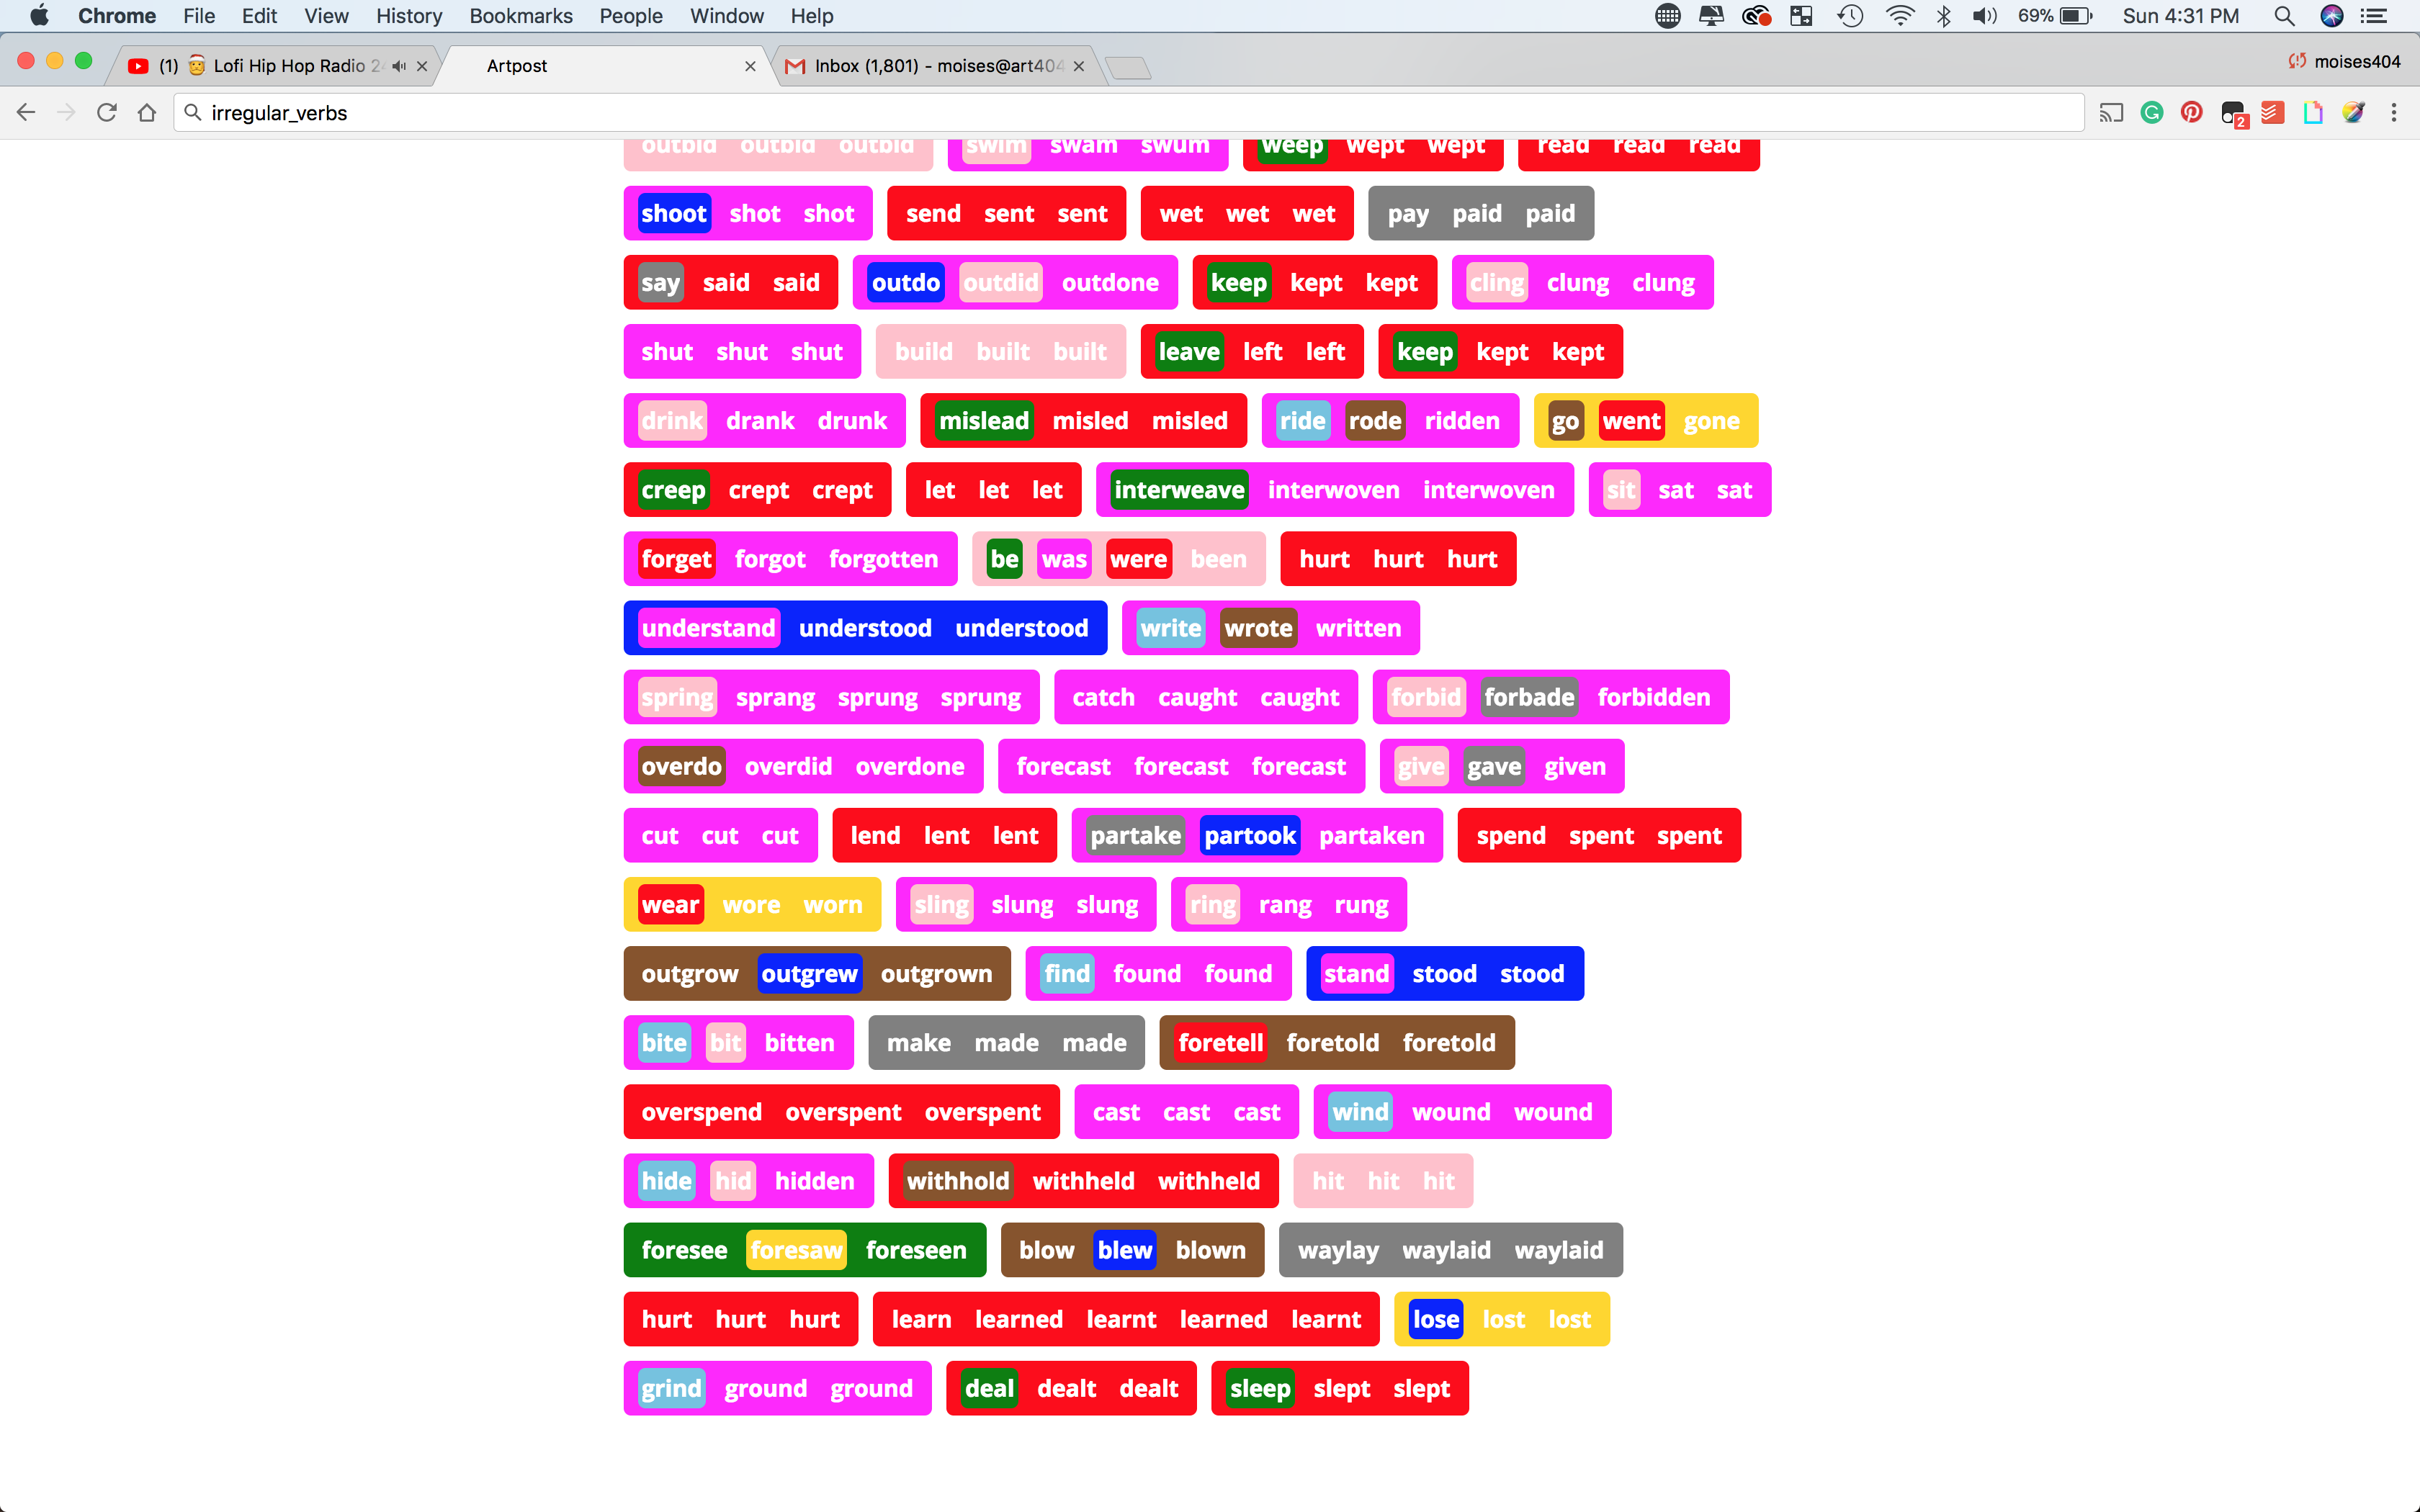 Chrome File Edit View History Bookmarks People Window Help 69% Sun 4:31 PM
(1) Lofi Hip Hop Radio 24 Artpost Inbox (1,801) - moises@art404 moises404
irregular_verbs 2
outbid outbid outbid swim swam swum weep wept wept read read read
shoot shot shot send sent sent wet wet wet pay paid paid
say said said outdo outdid outdone keep kept kept cling clung clung
shut shut shut build built built leave left left keep kept kept
drink drank drunk mislead misled misled ride rode ridden go went gone
creep crept crept let let let interweave interwoven interwoven sit sat sat
forget forgot forgotten be was were been hurt hurt hurt
understand understood understood write wrote written
spring sprang sprung sprung catch caught caught forbid forbade forbidden
overdo overdid overdone forecast forecast forecast give gave given
cut cut cut lend lent lent partake partook partaken spend spent spent
wear wore worn sling slung slung ring rang rung
outgrow outgrew outgrown find found found stand stood stood
bite bit bitten make made made foretell foretold foretold
overspend overspent overspent cast cast cast wind wound wound
hide hid hidden withhold withheld withheld hit hit hit
foresee foresaw foreseen blow blew blown waylay waylaid waylaid
hurt hurt hurt learn learned learnt learned learnt lose lost lost
grind ground ground deal dealt dealt sleep slept slept